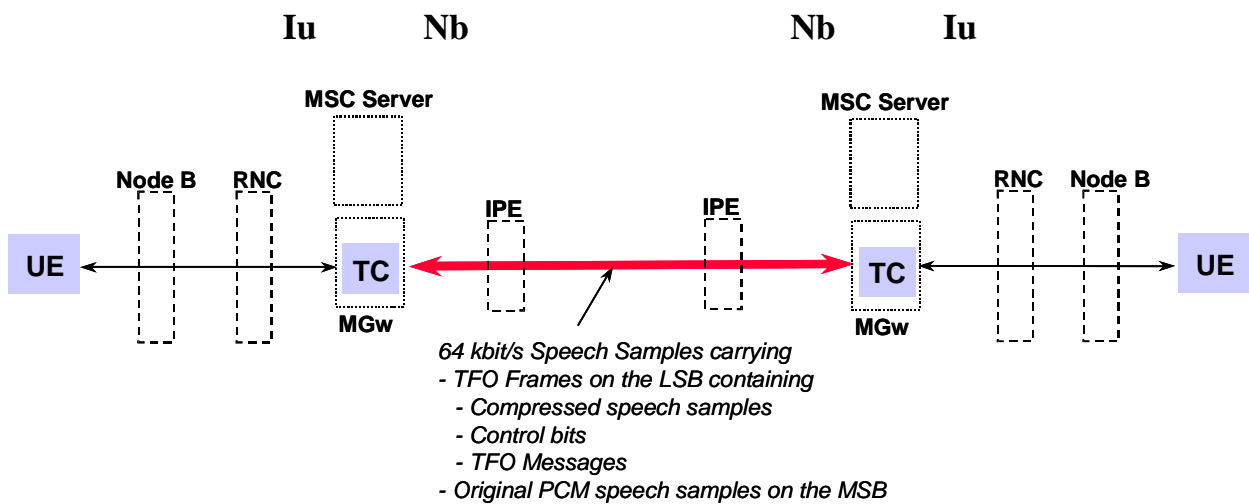 Iu Nb Nb Iu
MSC Server MSC Server
Node B RNC RNC Node B
IPE IPE
UE TC TC UE
MGw MGw
64 kbit/s Speech Samples carrying
- TFO Frames on the LSB containing
- Compressed speech samples
- Control bits
- TFO Messages
- Original PCM speech samples on the MSB